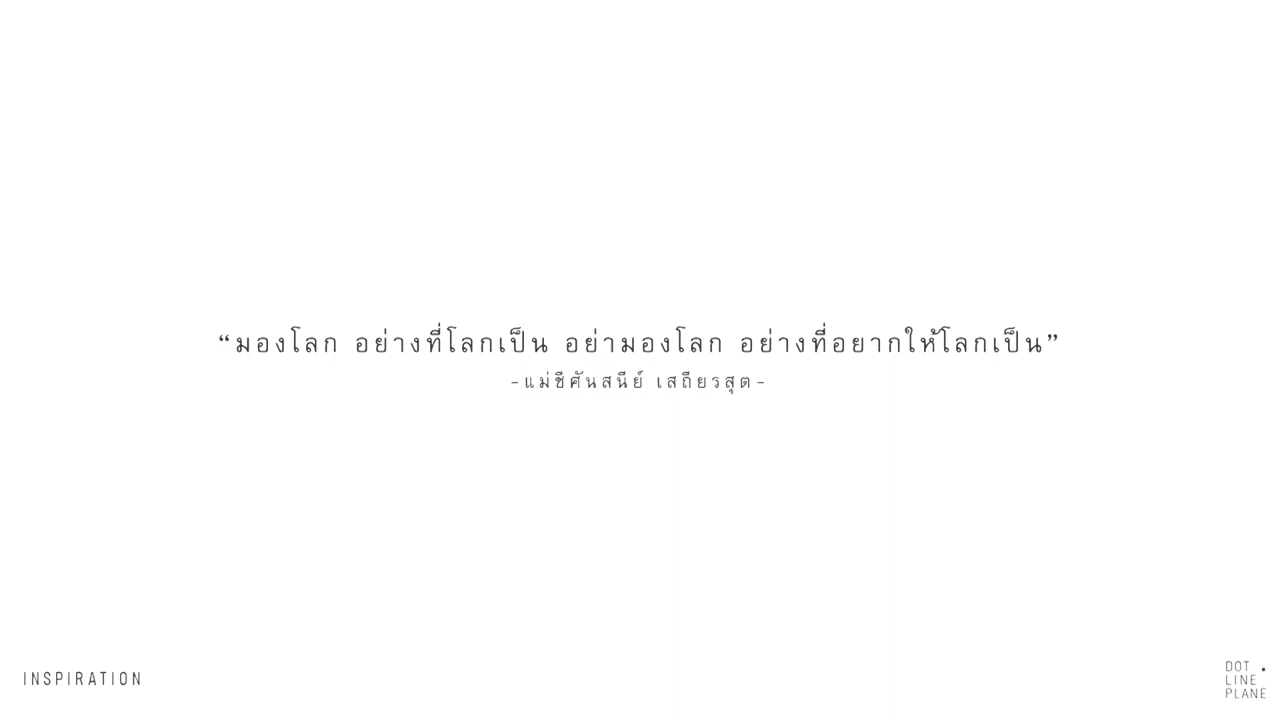 “มองโลก อย่างที่โลกเป็น อย่ามองโลก อย่างที่อยากให้โลกเป็น”
-แม่ชีศันสนีย์ เสถียรสุต-
INSPIRATION
DOT
LINE
PLANE